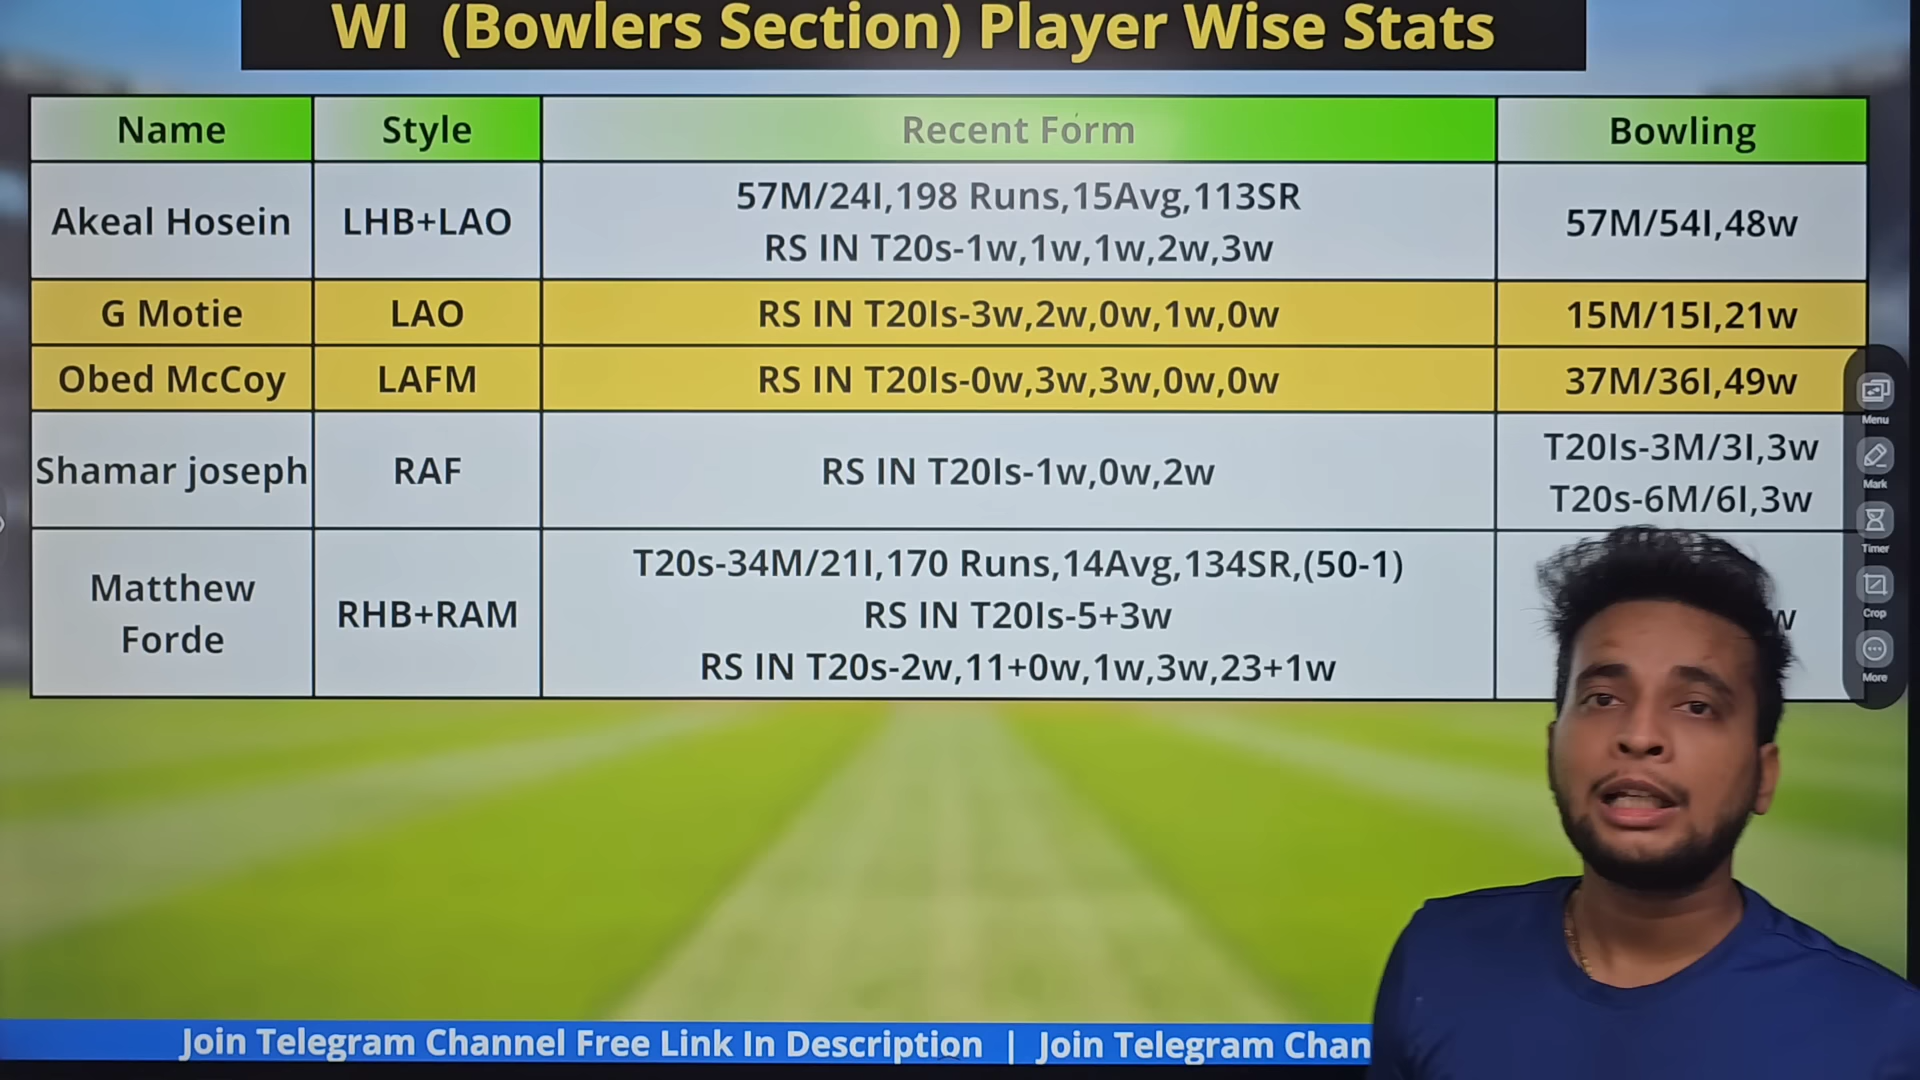 WI (Bowlers Section) Player Wise Stats
Name Style Recent Form Bowling
Akeal Hosein LHB+LAO 57M/24I,198 Runs,15Avg,113SR
RS IN T20s-1w,1w,1w,2w,3w 57M/54I,48w
G Motie LAO RS IN T20Is-3w,2w,0w,1w,0w 15M/15I,21w
Obed McCoy LAFM RS IN T20Is-0w,3w,3w,0w,0w 37M/36I,49w
Shamar joseph RAF RS IN T20Is-1w,0w,2w T20Is-3M/3I,3w
T20s-6M/6I,3w
Matthew
Forde RHB+RAM T20s-34M/21I,170 Runs,14Avg,134SR,(50-1)
RS IN T20Is-5+3w
RS IN T20s-2w,11+0w,1w,3w,23+1w
Menu
Mark
Timer
Crop
More
Join Telegram Channel Free Link In Description | Join Telegram Chan